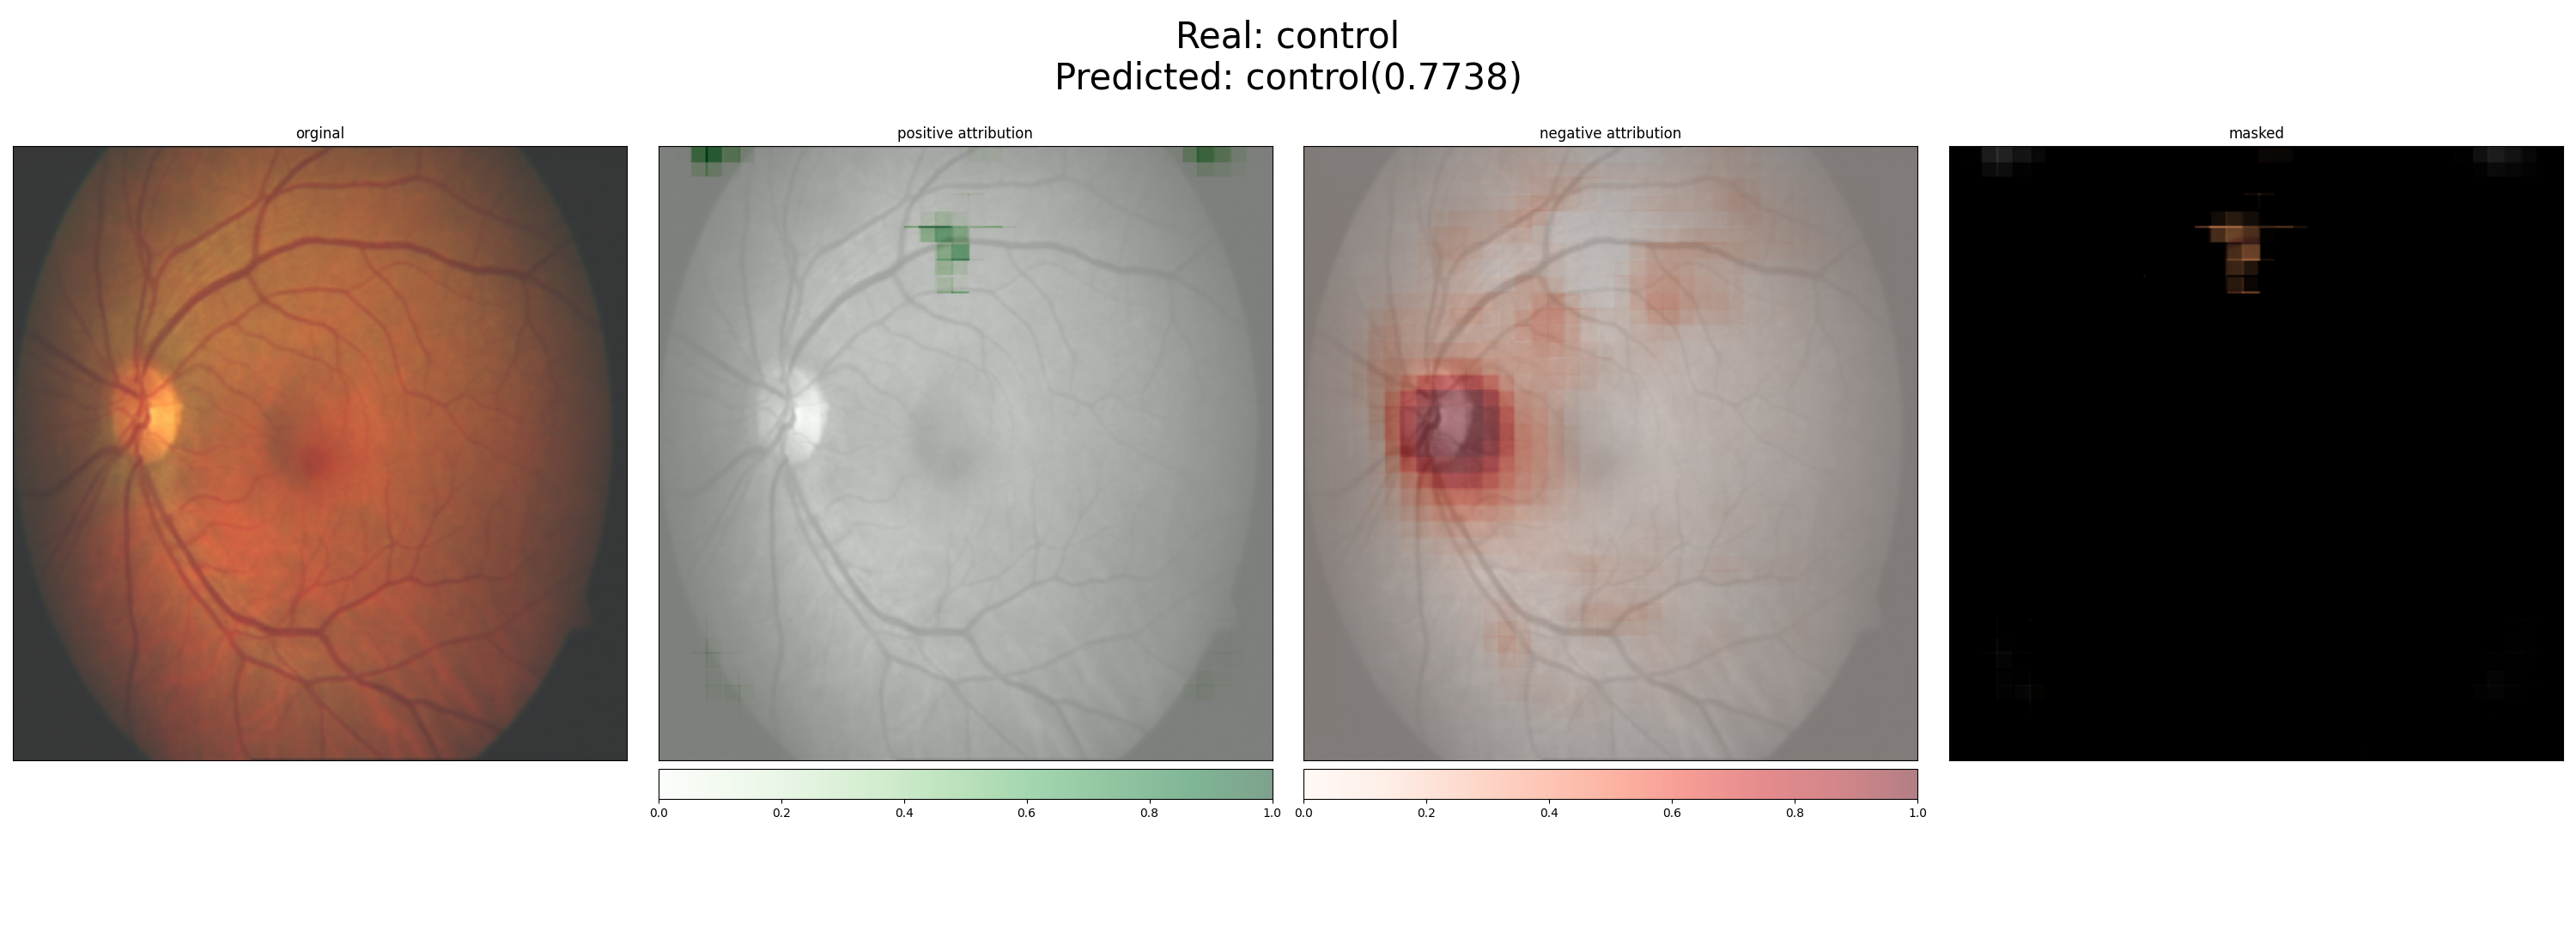 Real: control
Predicted: control(0.7738)
orginal
positive attribution
negative attribution
masked
0.0 0.2 0.4 0.6 0.8 1.0
0.0 0.2 0.4 0.6 0.8 1.0